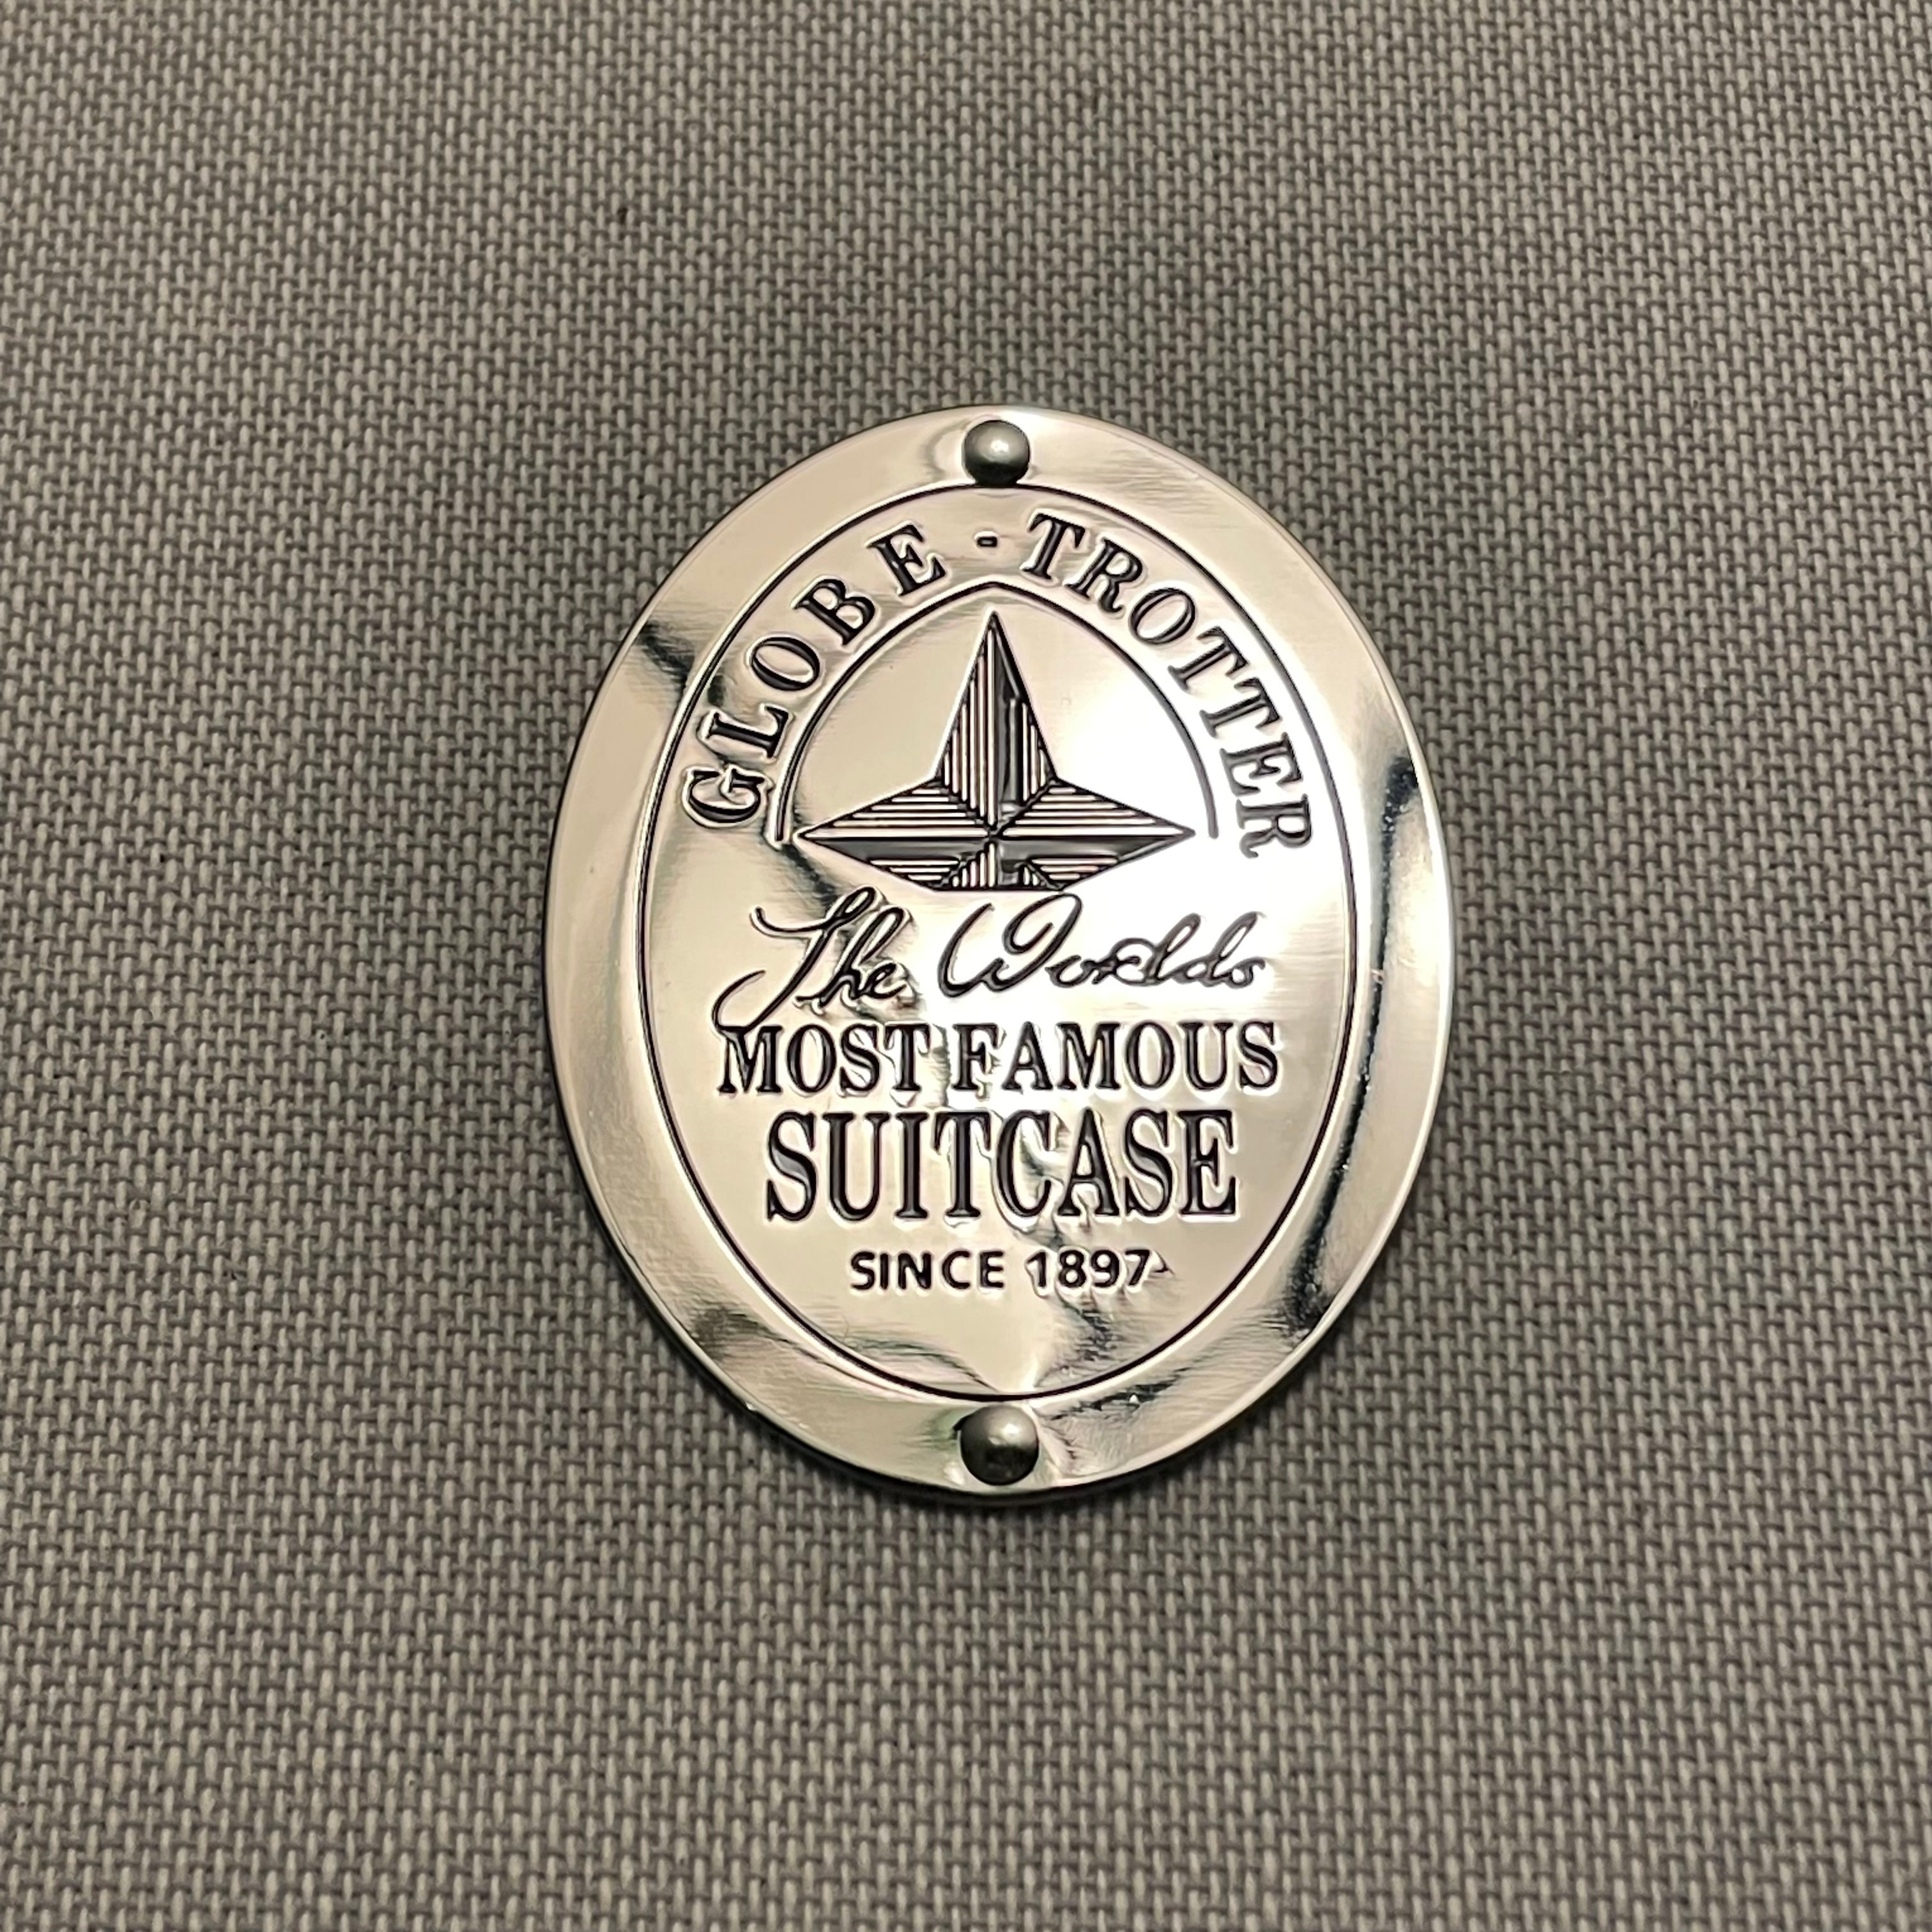 GLOBE-TROTTER
The Worlds
MOST FAMOUS
SUITCASE
SINCE 1897